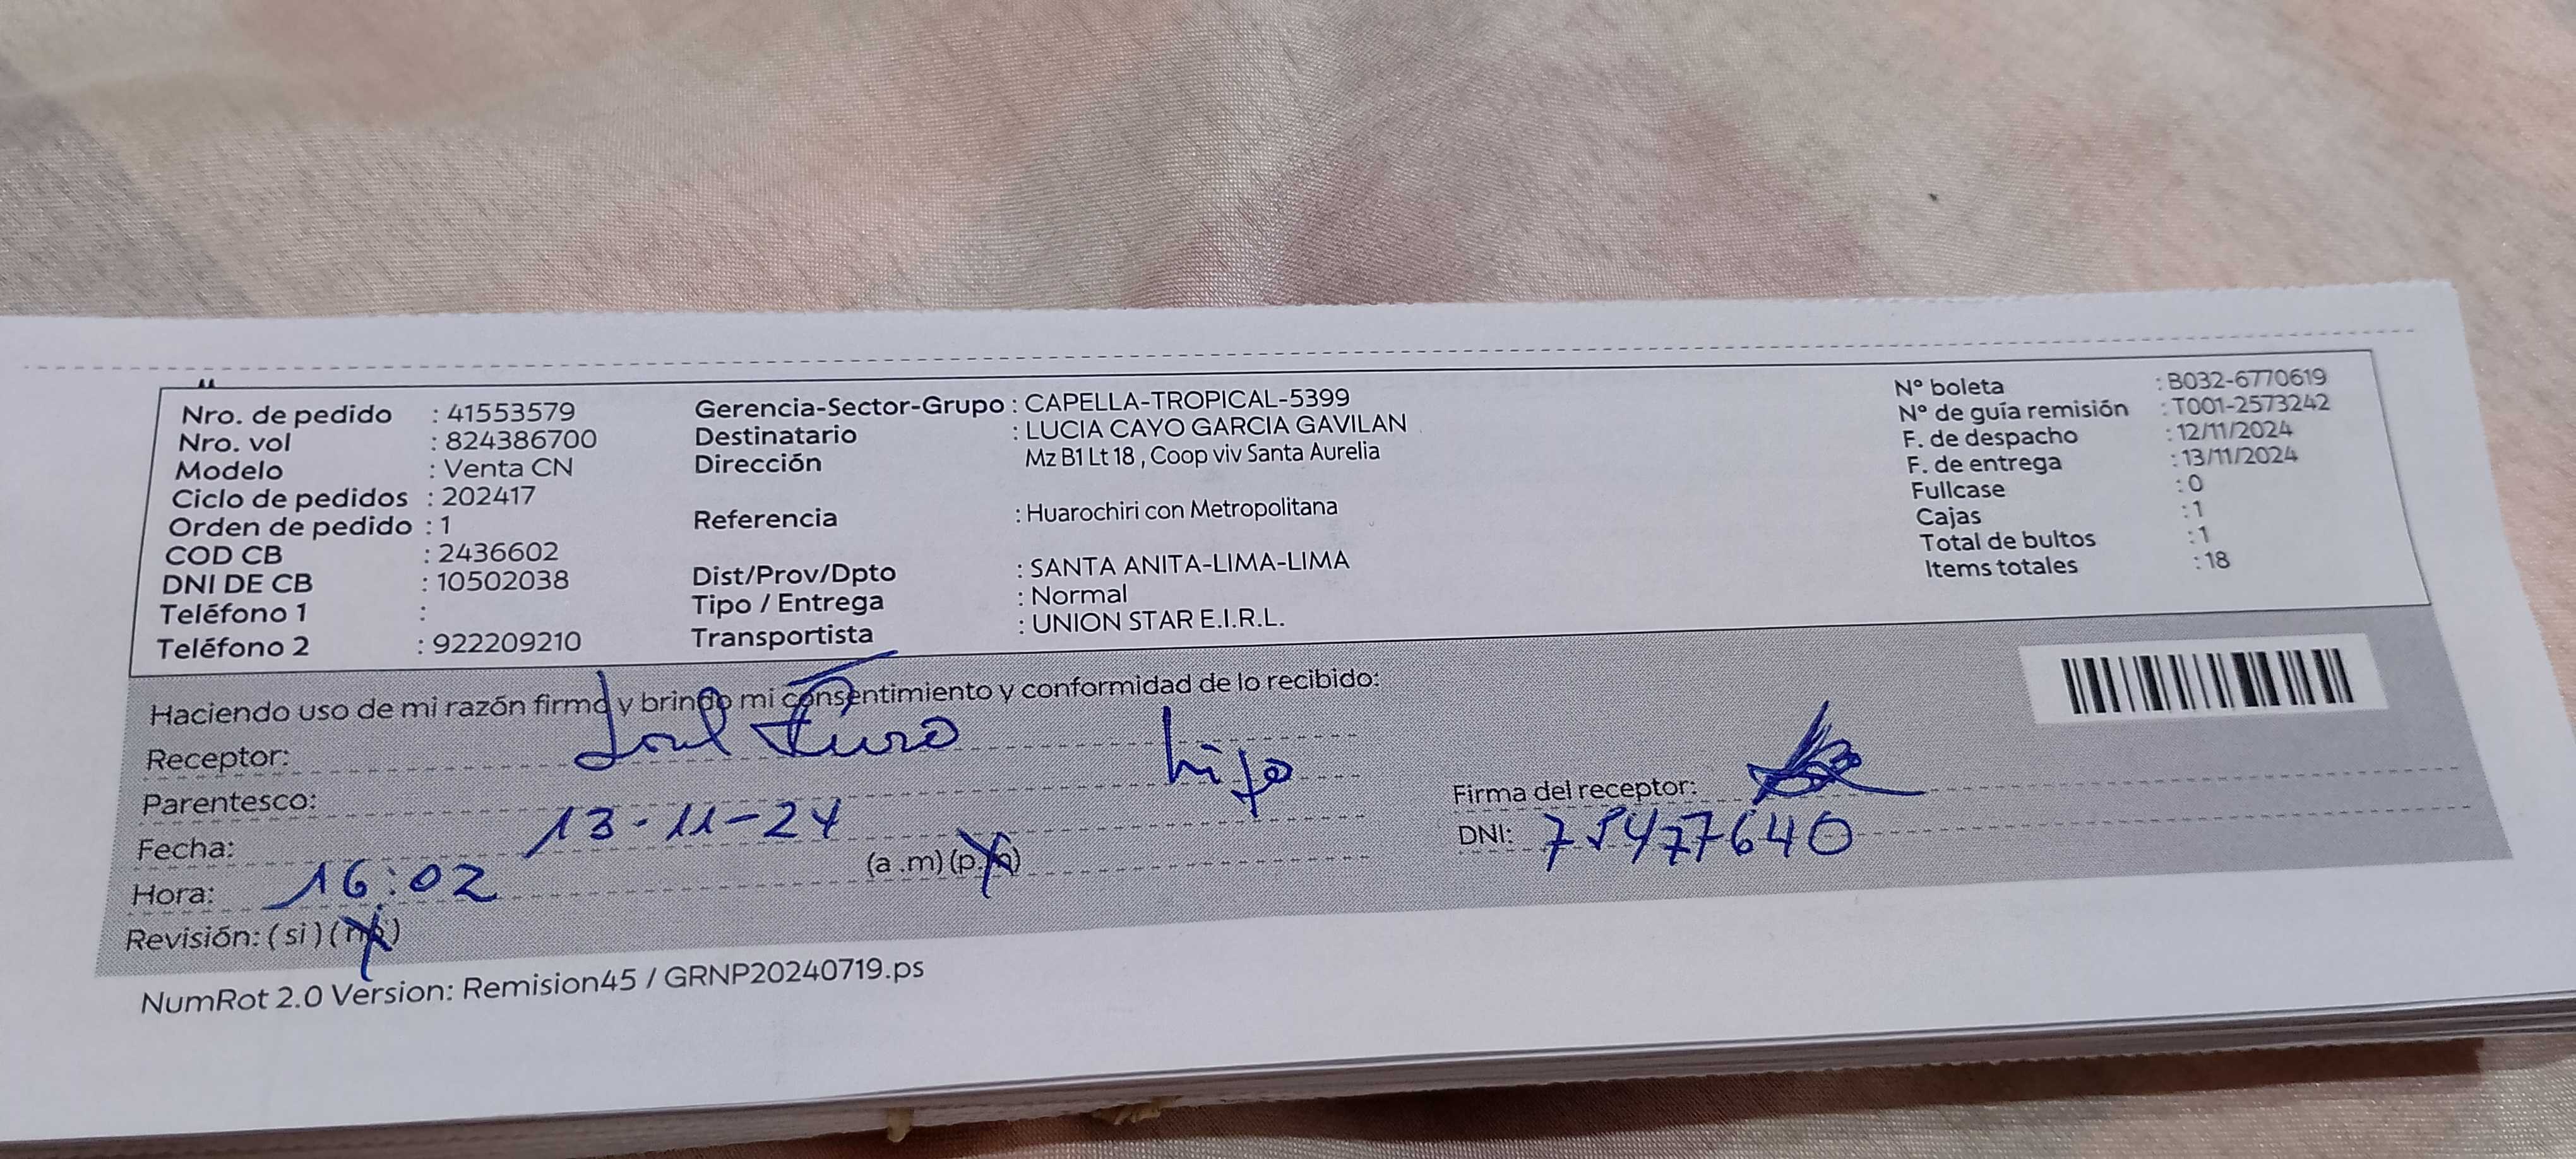 Nro. de pedido : 41553579
Nro. vol : 824386700
Modelo : Venta CN
Ciclo de pedidos : 202417
Orden de pedido : 1
COD CB : 2436602
DNI DE CB : 10502038
Teléfono 1 :
Teléfono 2 : 922209210
Gerencia-Sector-Grupo : CAPELLA-TROPICAL-5399
Destinatario : LUCIA CAYO GARCIA GAVILAN
Dirección Mz B1 Lt 18 , Coop viv Santa Aurelia
Referencia : Huarochiri con Metropolitana
Dist/Prov/Dpto : SANTA ANITA-LIMA-LIMA
Tipo / Entrega : Normal
Transportista : UNION STAR E.I.R.L.
N° boleta : B032-6770619
N° de guía remisión : T001-2573242
F. de despacho : 12/11/2024
F. de entrega : 13/11/2024
Fullcase : 0
Cajas : 1
Total de bultos : 1
Items totales : 18
Haciendo uso de mi razón firmo y brindo mi consentimiento y conformidad de lo recibido:
Receptor:
Parentesco: hijo
Fecha: 13-11-24
Hora: 16:02 (a .m) (p.m)
Revisión: ( si ) ( no )
Firma del receptor:
DNI: 75477640
NumRot 2.0 Version: Remision45 / GRNP20240719.ps